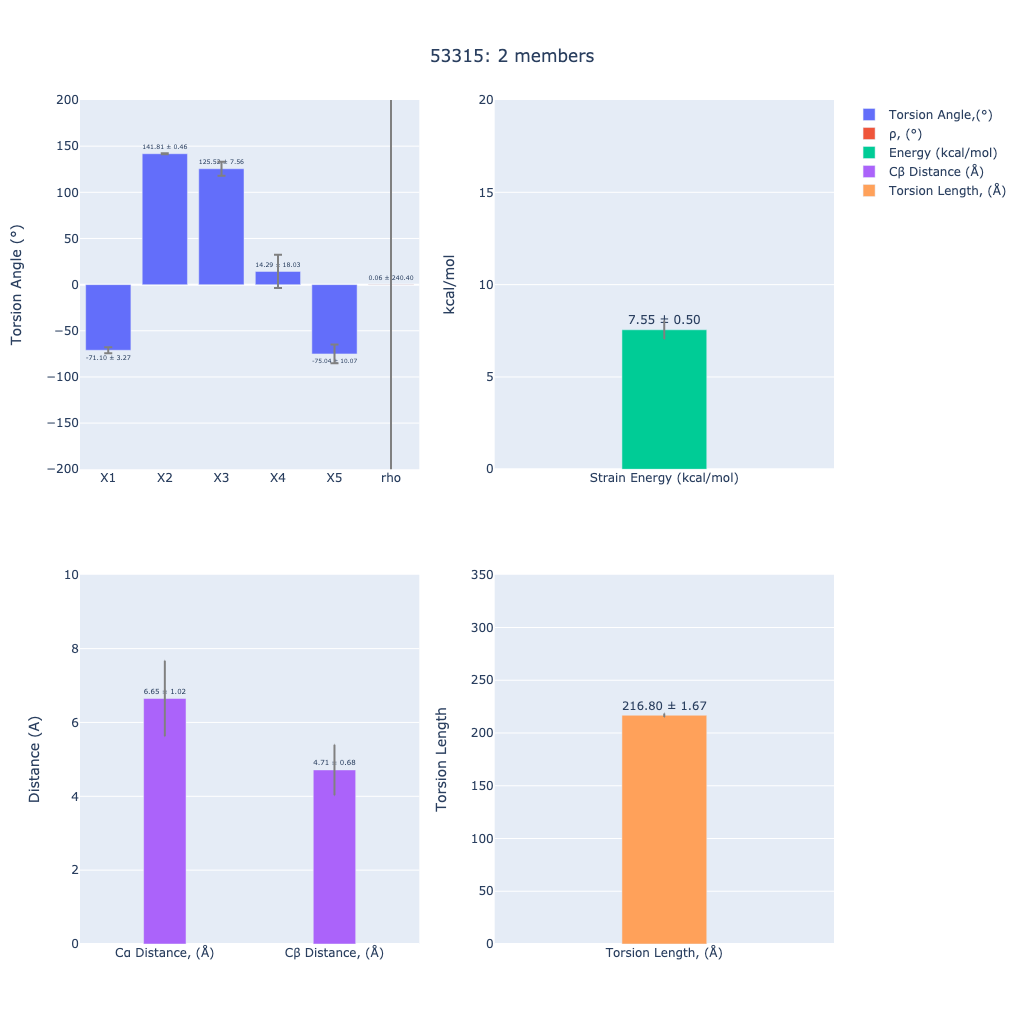 53315: 2 members
Torsion Angle (°)
200
150
100
50
0
−50
−100
−150
−200
141.81 ± 0.46
125.52 ± 7.56
14.29 ± 18.03
0.06 ± 240.40
-71.10 ± 3.27
-75.04 ± 10.07
X1 X2 X3 X4 X5 rho
kcal/mol
20
15
10
5
0
7.55 ± 0.50
Strain Energy (kcal/mol)
Torsion Angle,(°)
ρ, (°)
Energy (kcal/mol)
Cβ Distance (Å)
Torsion Length, (Å)
Distance (A)
10
8
6
4
2
0
6.65 ± 1.02
4.71 ± 0.68
Cα Distance, (Å) Cβ Distance, (Å)
Torsion Length
350
300
250
200
150
100
50
0
216.80 ± 1.67
Torsion Length, (Å)